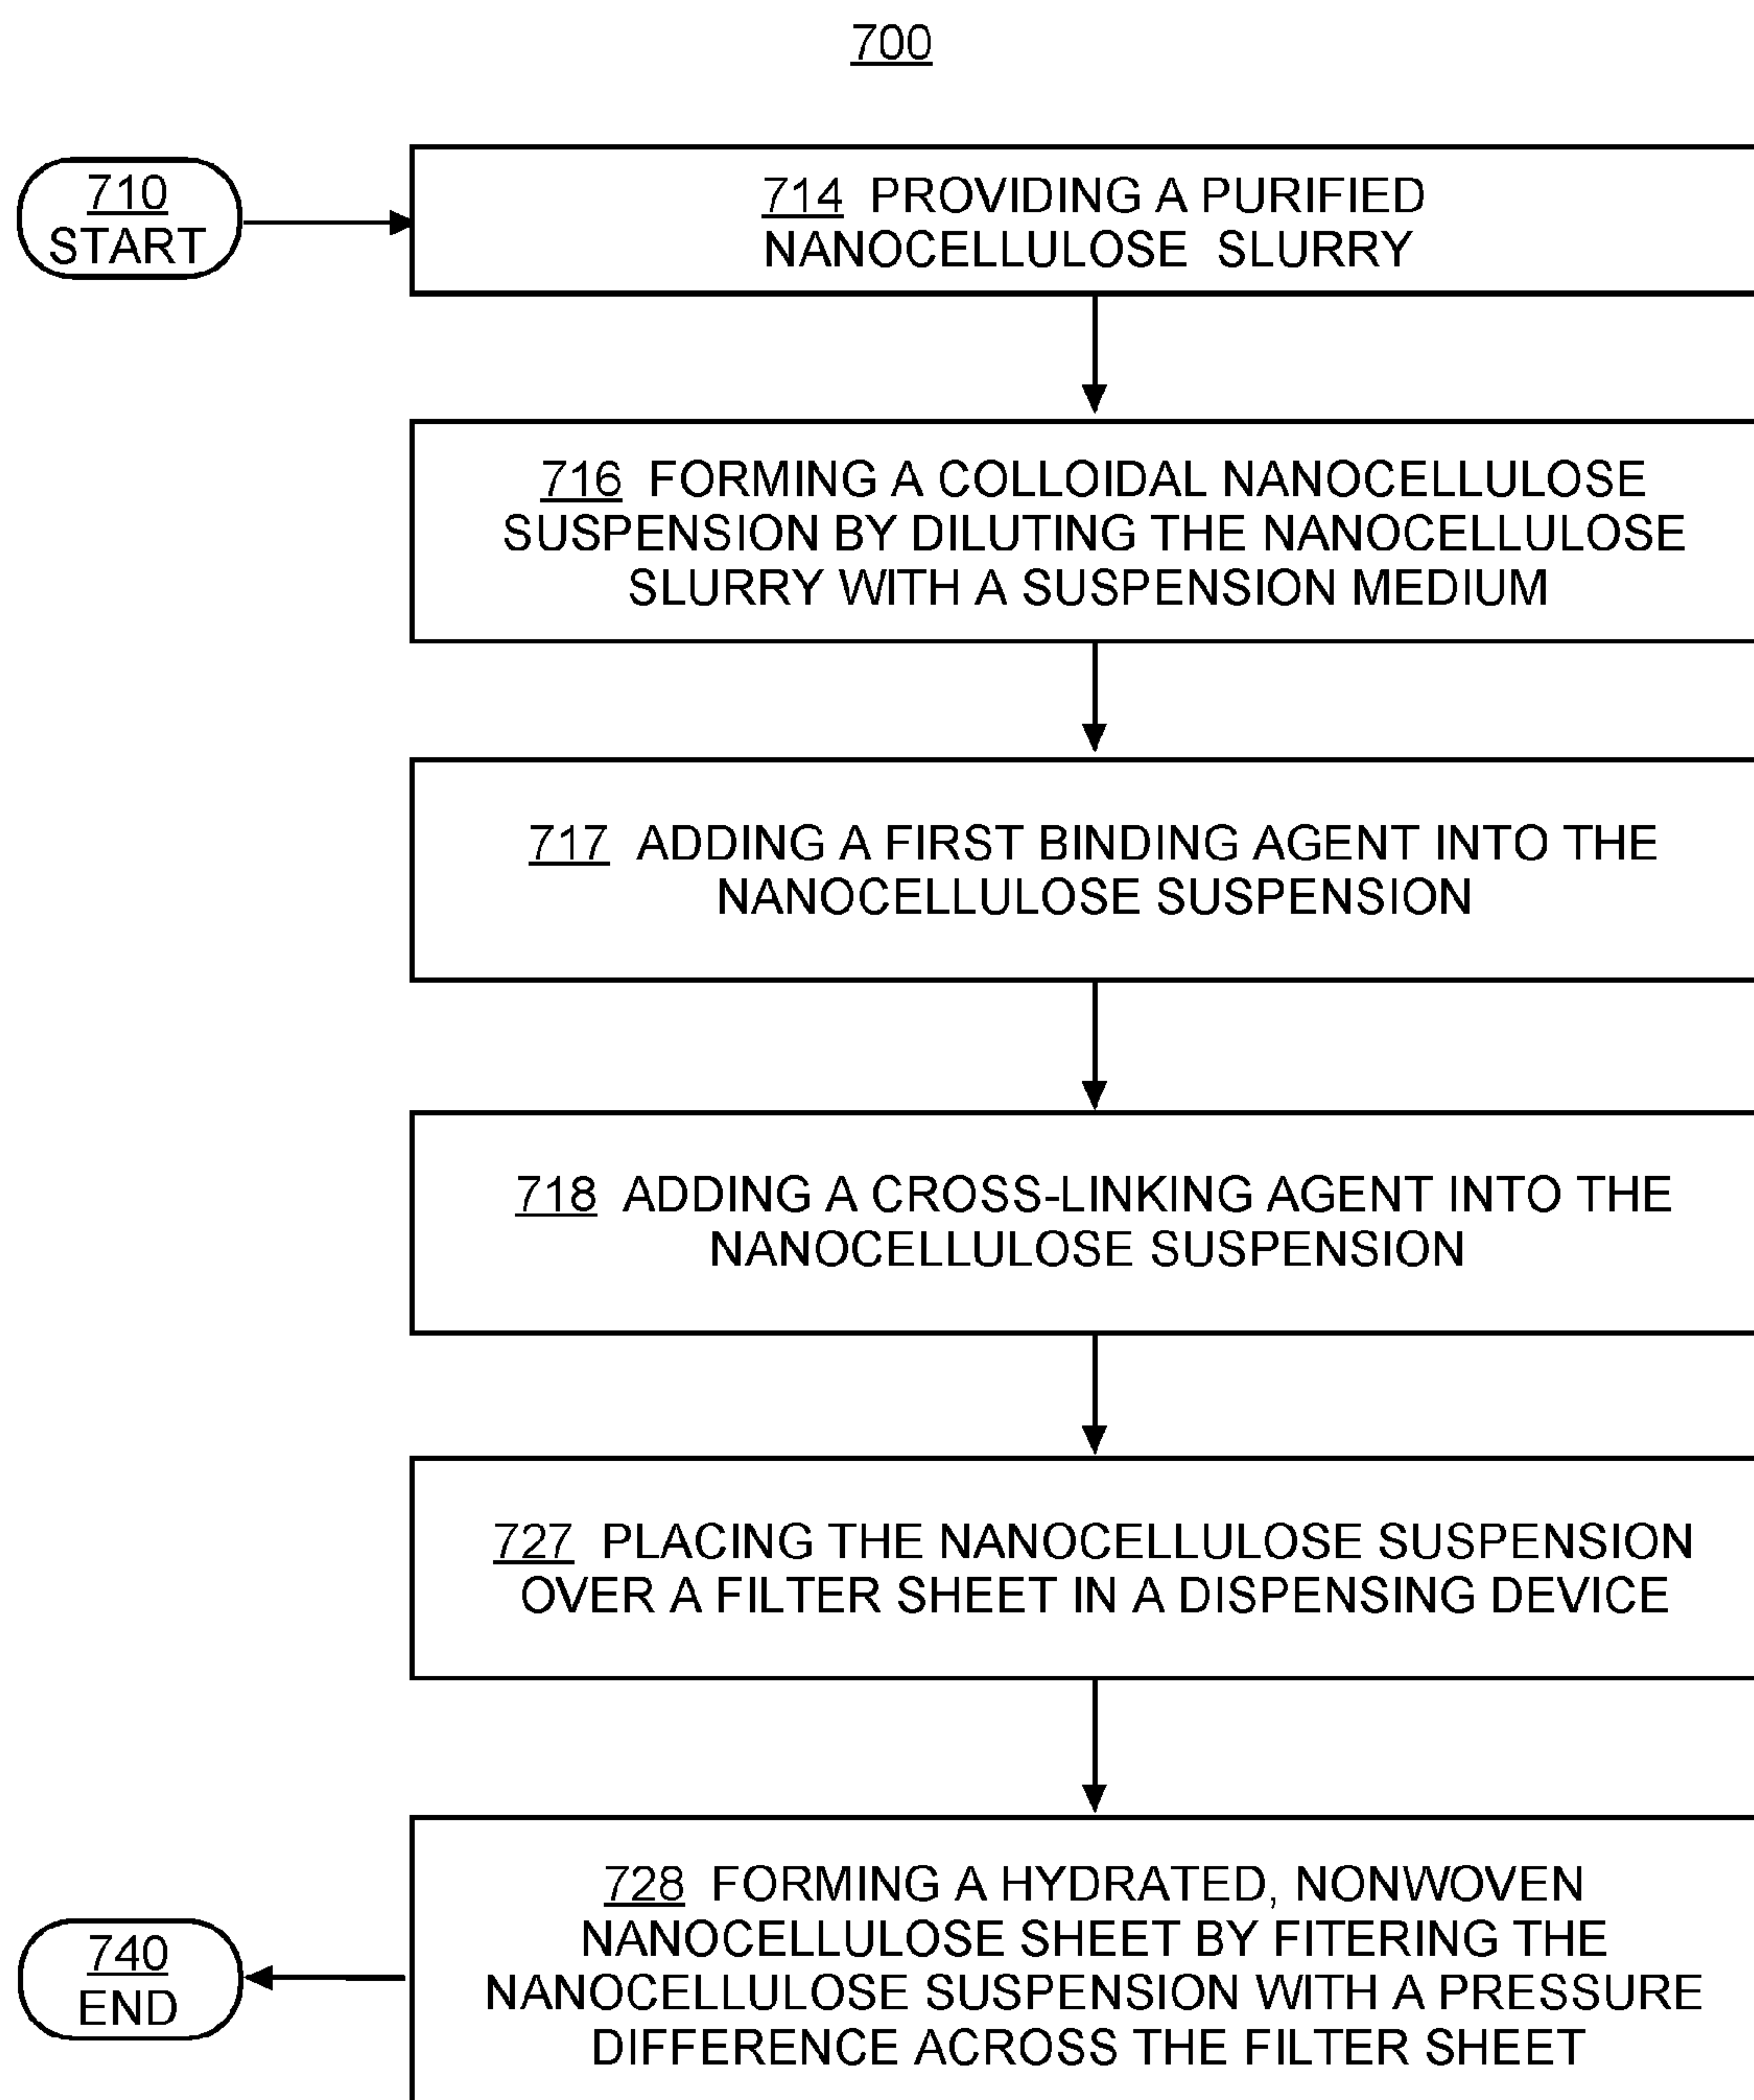 700
710
START
714 PROVIDING A PURIFIED
NANOCELLULOSE SLURRY
716 FORMING A COLLOIDAL NANOCELLULOSE
SUSPENSION BY DILUTING THE NANOCELLULOSE
SLURRY WITH A SUSPENSION MEDIUM
717 ADDING A FIRST BINDING AGENT INTO THE
NANOCELLULOSE SUSPENSION
718 ADDING A CROSS-LINKING AGENT INTO THE
NANOCELLULOSE SUSPENSION
727 PLACING THE NANOCELLULOSE SUSPENSION
OVER A FILTER SHEET IN A DISPENSING DEVICE
728 FORMING A HYDRATED, NONWOVEN
NANOCELLULOSE SHEET BY FITERING THE
NANOCELLULOSE SUSPENSION WITH A PRESSURE
DIFFERENCE ACROSS THE FILTER SHEET
740
END